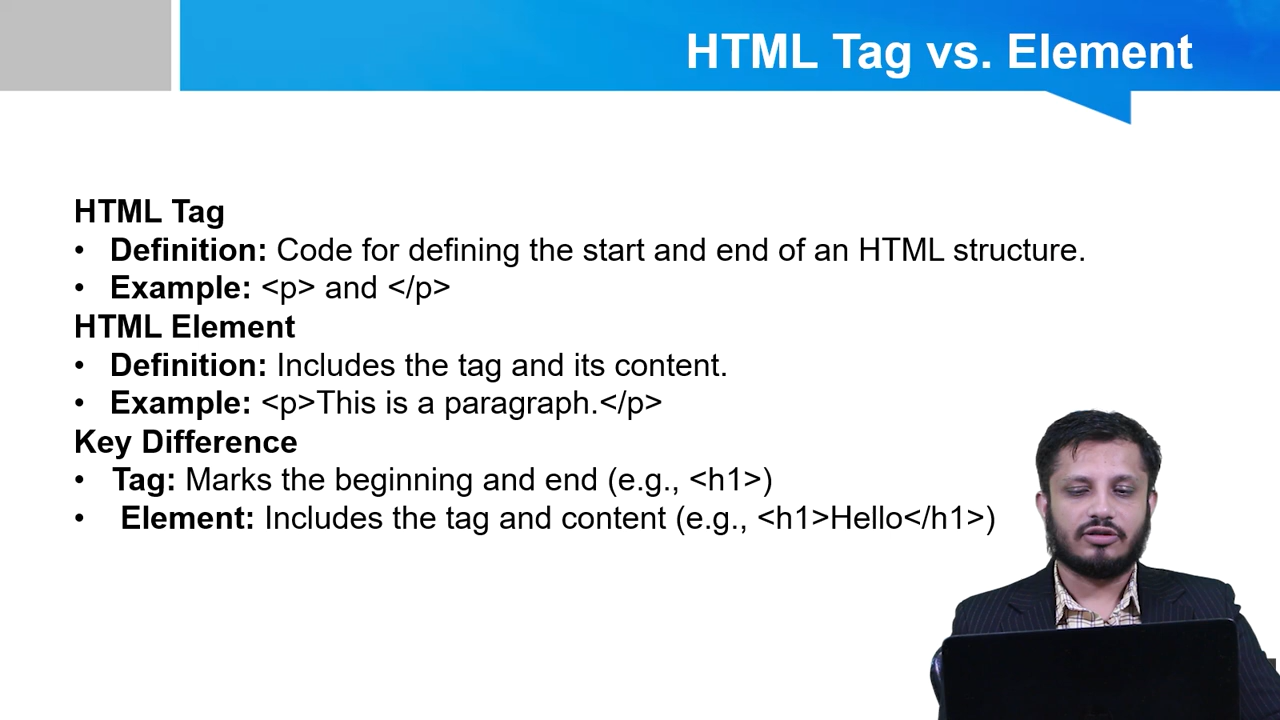 HTML Tag vs. Element
HTML Tag
• Definition: Code for defining the start and end of an HTML structure.
• Example: <p> and </p>
HTML Element
• Definition: Includes the tag and its content.
• Example: <p>This is a paragraph.</p>
Key Difference
• Tag: Marks the beginning and end (e.g., <h1>)
• Element: Includes the tag and content (e.g., <h1>Hello</h1>)